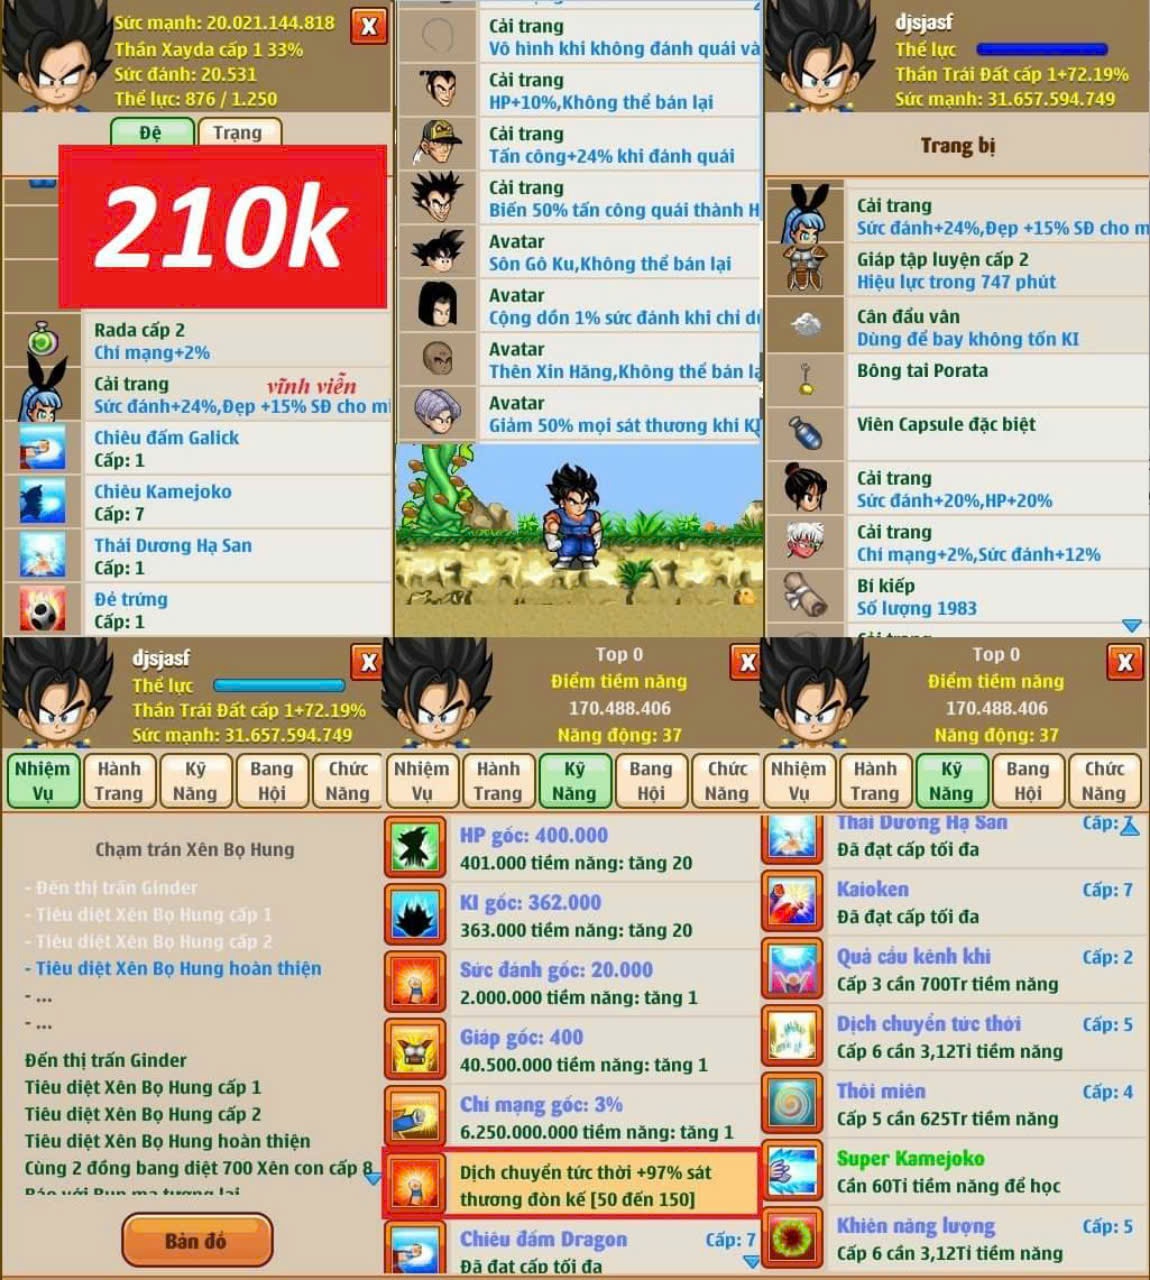 Sức mạnh: 20.021.144.818
X
Thần Xayda cấp 1 33%
Sức đánh: 20.531
Thể lực: 876 / 1.250
Đệ
Trang
210k
Rada cấp 2
Chí mạng+2%
Cải trang
vĩnh viễn
Sức đánh+24%,Đẹp +15% SĐ cho mì
Chiêu đấm Galick
Cấp: 1
Chiêu Kamejoko
Cấp: 7
Thái Dương Hạ San
Cấp: 1
Đẻ trứng
Cấp: 1
Cải trang
Vô hình khi không đánh quái và
Cải trang
HP+10%,Không thể bán lại
Cải trang
Tấn công+24% khi đánh quái
Cải trang
Biến 50% tấn công quái thành H
Avatar
Sôn Gô Ku,Không thể bán lại
Avatar
Cộng dồn 1% sức đánh khi chí
Avatar
Thên Xin Hăng,Không thể bán
Avatar
Giảm 50% mọi sát thương khi
djsjasf
Thể lực
Thần Trái Đất cấp 1+72.19%
Sức mạnh: 31.657.594.749
Trang bị
Cải trang
Sức đánh+24%,Đẹp +15% SĐ cho m
Giáp tập luyện cấp 2
Hiệu lực trong 747 phút
Cân đẩu vân
Dùng để bay không tốn KI
Bông tai Porata
Viên Capsule đặc biệt
Cải trang
Sức đánh+20%,HP+20%
Cải trang
Chí mạng+2%,Sức đánh+12%
Bí kiếp
Số lượng 1983
djsjasf
X
Thể lực
Thần Trái Đất cấp 1+72.19%
Sức mạnh: 31.657.594.749
Nhiệm Vụ
Hành Trang
Kỹ Năng
Bang Hội
Chức Năng
Chạm trán Xên Bọ Hung
- Đến thị trấn Ginder
- Tiêu diệt Xên Bọ Hung cấp 1
- Tiêu diệt Xên Bọ Hung cấp 2
- Tiêu diệt Xên Bọ Hung hoàn thiện
- ...
- ...
Đến thị trấn Ginder
Tiêu diệt Xên Bọ Hung cấp 1
Tiêu diệt Xên Bọ Hung cấp 2
Tiêu diệt Xên Bọ Hung hoàn thiện
Cùng 2 đồng bang diệt 700 Xên con cấp 8
Báo với Bun ma tương lai
Bản đồ
Top 0
X
Điểm tiềm năng
170.488.406
Năng động: 37
Nhiệm Vụ
Hành Trang
Kỹ Năng
Bang Hội
Chức Năng
HP gốc: 400.000
401.000 tiềm năng: tăng 20
KI gốc: 362.000
363.000 tiềm năng: tăng 20
Sức đánh gốc: 20.000
2.000.000 tiềm năng: tăng 1
Giáp gốc: 400
40.500.000 tiềm năng: tăng 1
Chí mạng gốc: 3%
6.250.000.000 tiềm năng: tăng 1
Dịch chuyển tức thời +97% sát
thương đòn kế [50 đến 150]
Chiêu đấm Dragon
Cấp: 7
Đã đạt cấp tối đa
Top 0
X
Điểm tiềm năng
170.488.406
Năng động: 37
Nhiệm Vụ
Hành Trang
Kỹ Năng
Bang Hội
Chức Năng
Thái Dương Hạ San
Cấp: 7
Đã đạt cấp tối đa
Kaioken
Cấp: 7
Đã đạt cấp tối đa
Quả cầu kênh khi
Cấp: 2
Cấp 3 cần 700Tr tiềm năng
Dịch chuyển tức thời
Cấp: 5
Cấp 6 cần 3,12Tỉ tiềm năng
Thôi miên
Cấp: 4
Cấp 5 cần 625Tr tiềm năng
Super Kamejoko
Cần 60Tỉ tiềm năng để học
Khiên năng lượng
Cấp: 5
Cấp 6 cần 3,12Tỉ tiềm năng